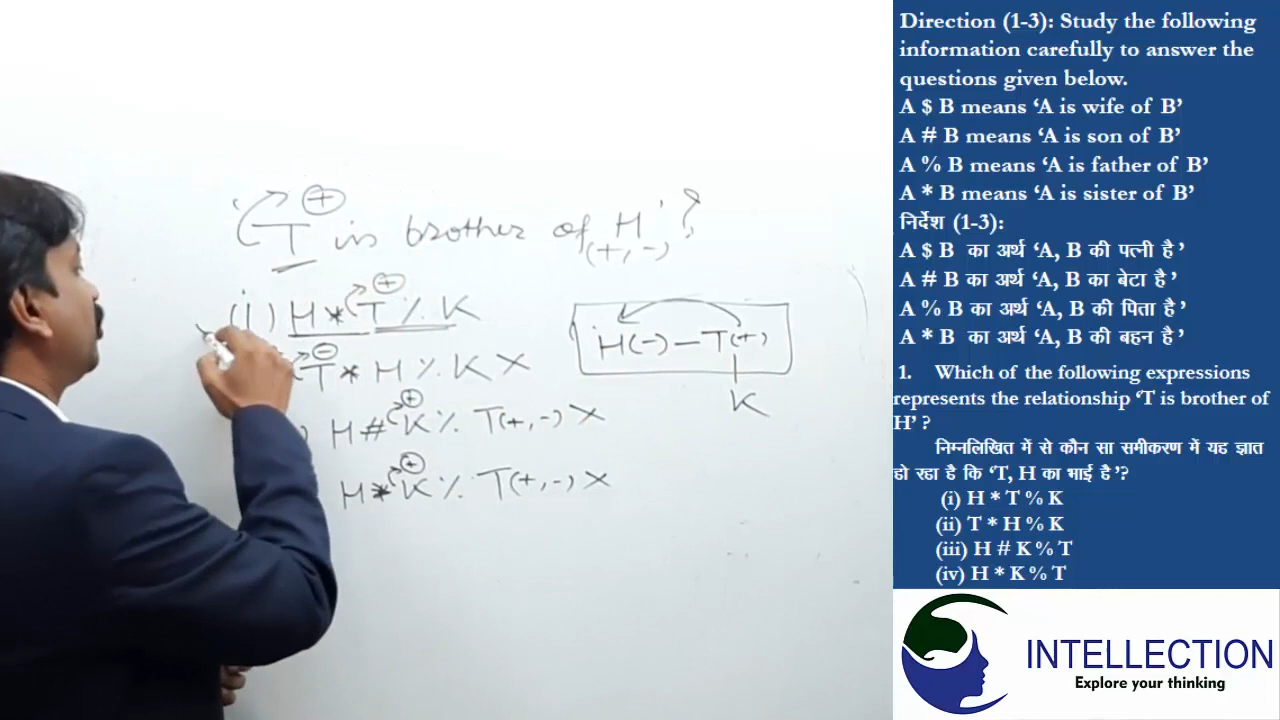 'T is brother of H'?
+
(+, -)
(i) H * T % K
+
T * H % K X
-
) H # K % T(+, -) X
+
H * K % T(+, -) X
+
H(-) — T(+)
K
Direction (1-3): Study the following
information carefully to answer the
questions given below.
A $ B means ‘A is wife of B’
A # B means ‘A is son of B’
A % B means ‘A is father of B’
A * B means ‘A is sister of B’
निर्देश (1-3):
A $ B का अर्थ ‘A, B की पत्नी है ’
A # B का अर्थ ‘A, B का बेटा है ’
A % B का अर्थ ‘A, B की पिता है ’
A * B का अर्थ ‘A, B की बहन है ’
1. Which of the following expressions
represents the relationship ‘T is brother of
H’ ?
निम्नलिखित में से कौन सा समीकरण में यह ज्ञात
हो रहा है कि ‘T, H का भाई है ’?
(i) H * T % K
(ii) T * H % K
(iii) H # K % T
(iv) H * K % T
INTELLECTION
Explore your thinking